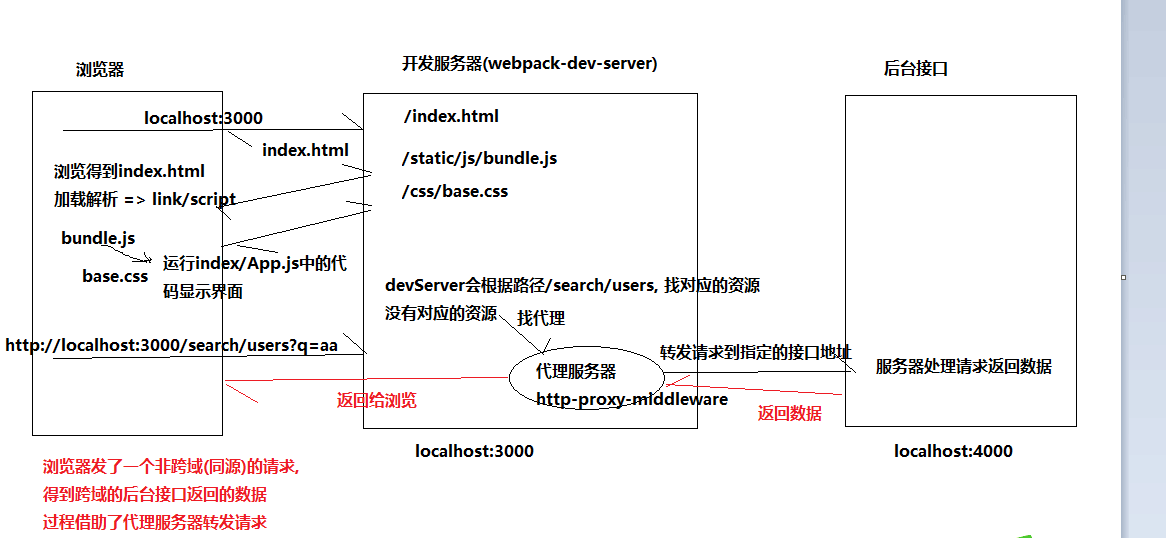 浏览器
开发服务器(webpack-dev-server)
后台接口
localhost:3000
/index.html
index.html
/static/js/bundle.js
浏览得到index.html
加载解析 => link/script
/css/base.css
bundle.js
base.css
运行index/App.js中的代
码显示界面
devServer会根据路径/search/users, 找对应的资源
没有对应的资源
找代理
http://localhost:3000/search/users?q=aa
转发请求到指定的接口地址
代理服务器
http-proxy-middleware
服务器处理请求返回数据
返回给浏览
返回数据
localhost:3000
localhost:4000
浏览器发了一个非跨域(同源)的请求,
得到跨域的后台接口返回的数据
过程借助了代理服务器转发请求